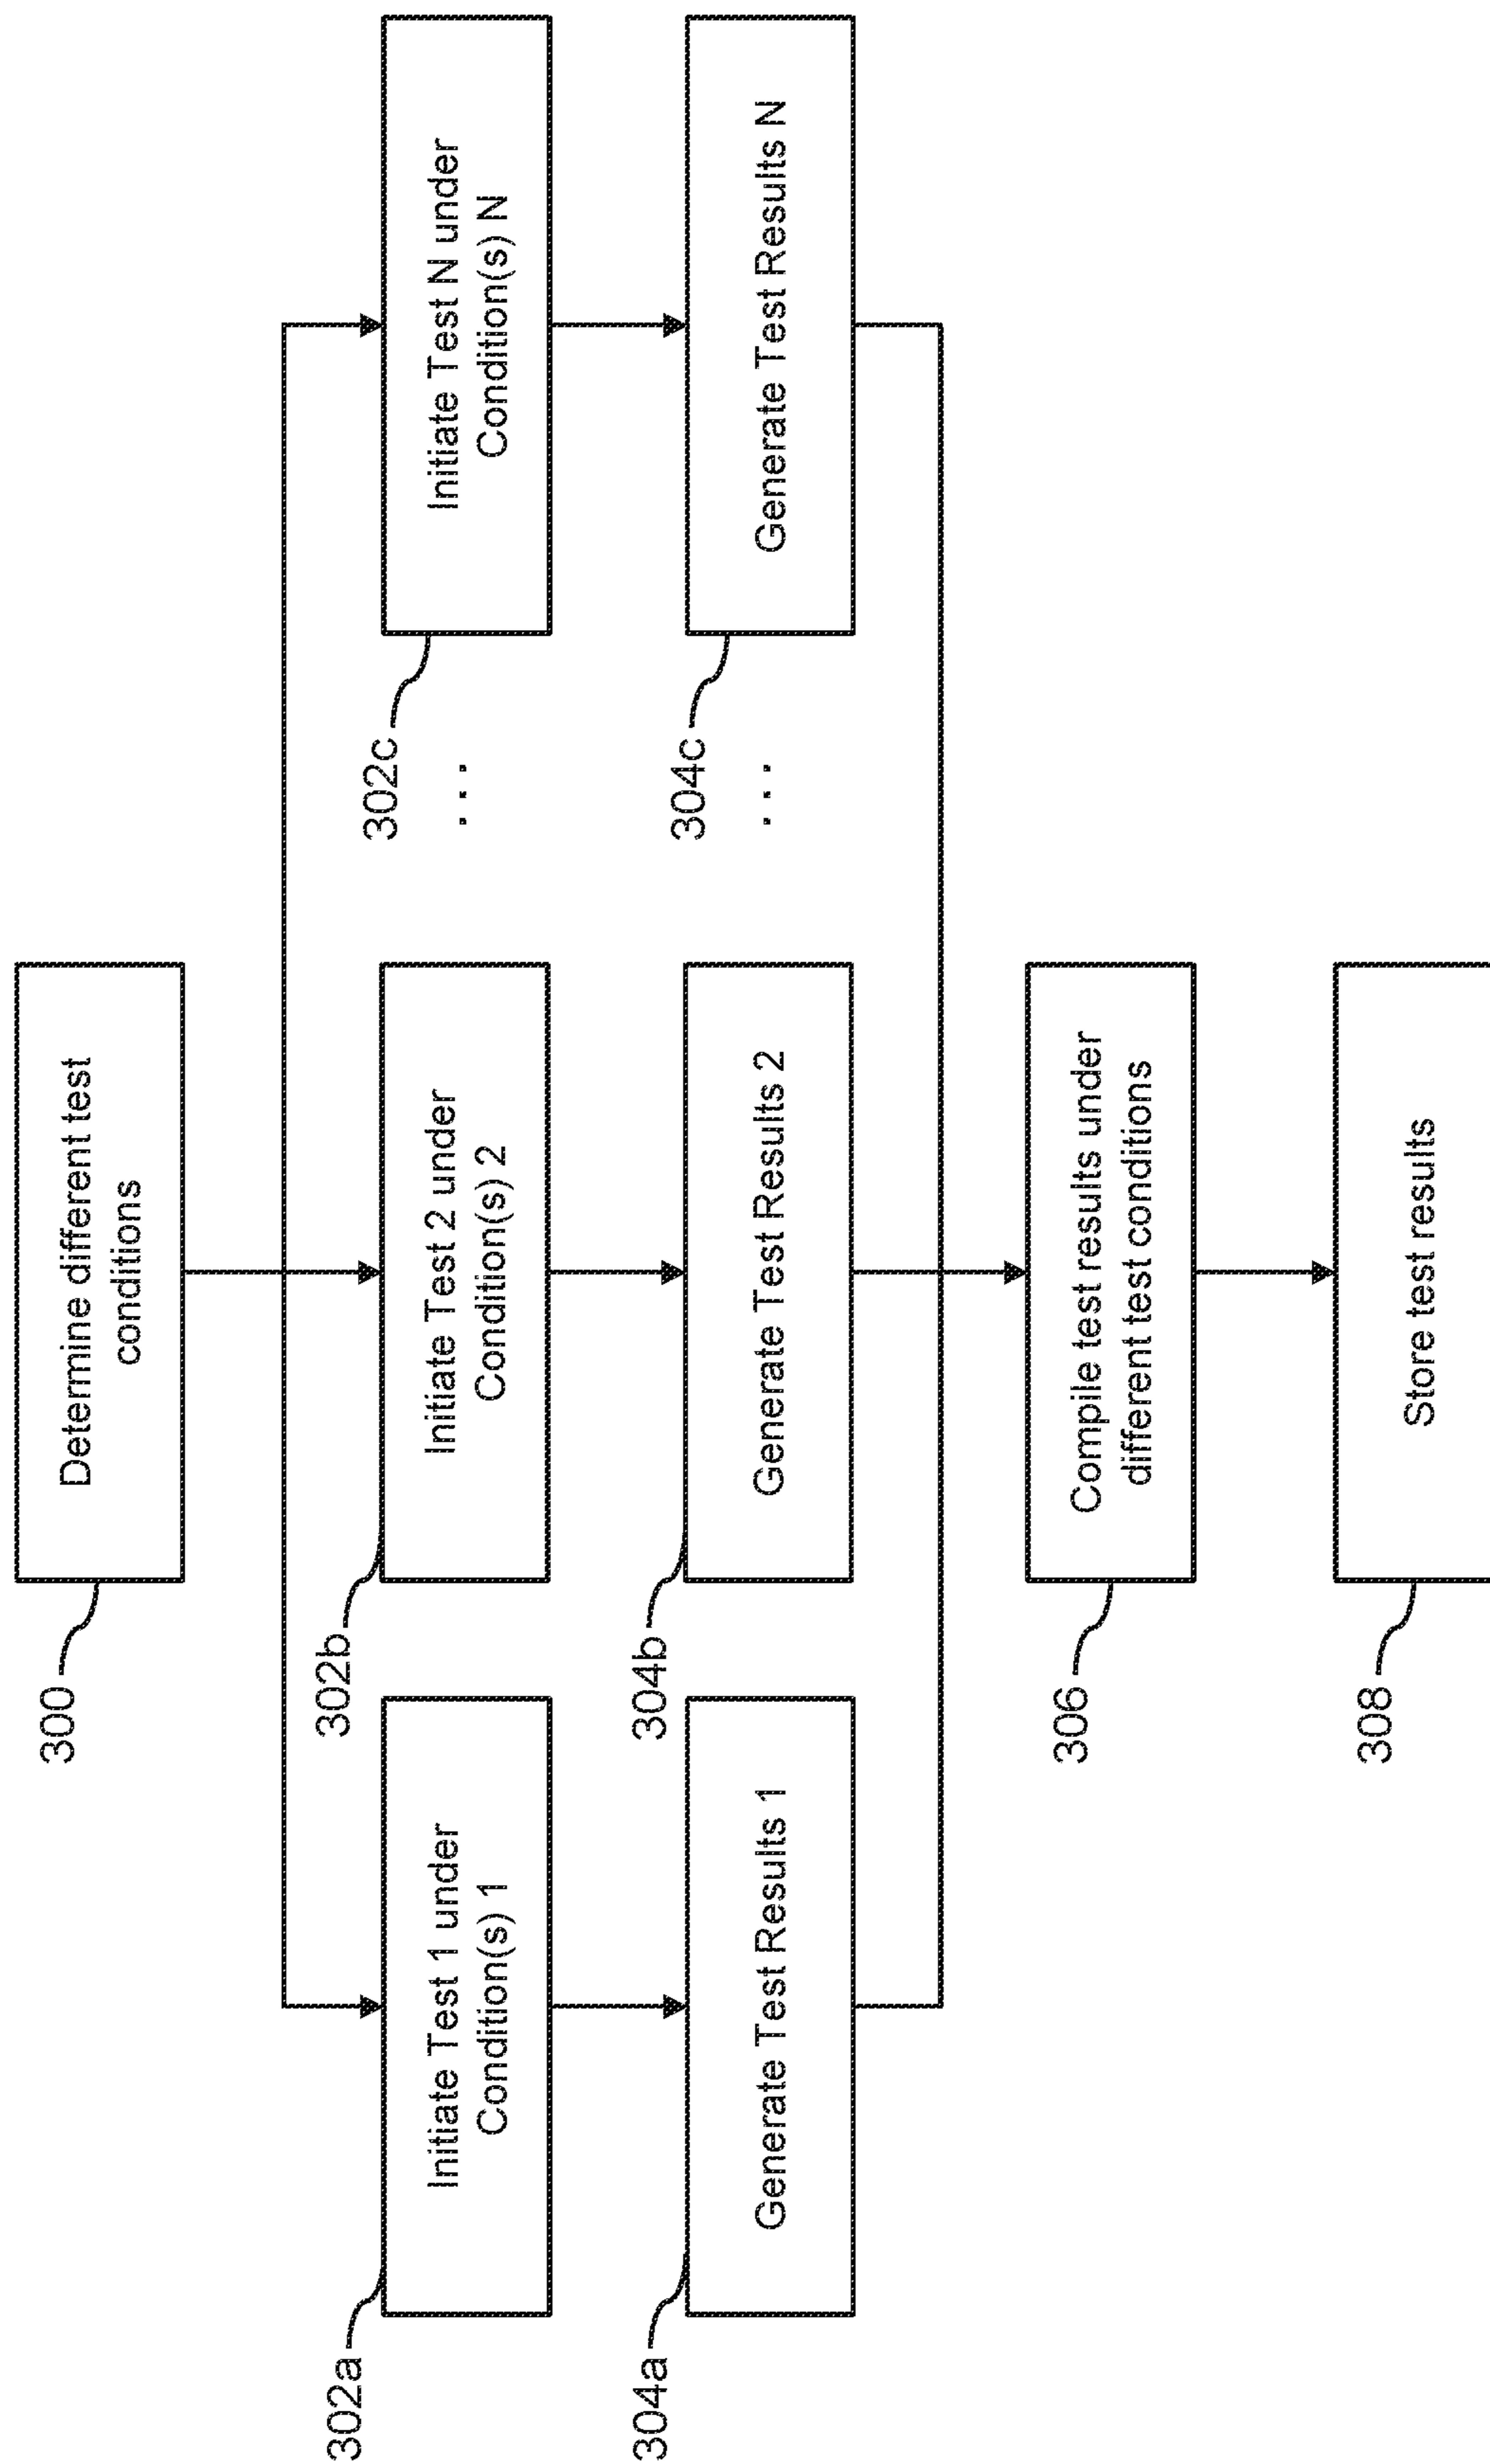 300
Determine different test
conditions
302a
Initiate Test 1 under
Condition(s) 1
302b
Initiate Test 2 under
Condition(s) 2
...
302c
Initiate Test N under
Condition(s) N
304a
Generate Test Results 1
304b
Generate Test Results 2
...
304c
Generate Test Results N
306
Compile test results under
different test conditions
308
Store test results